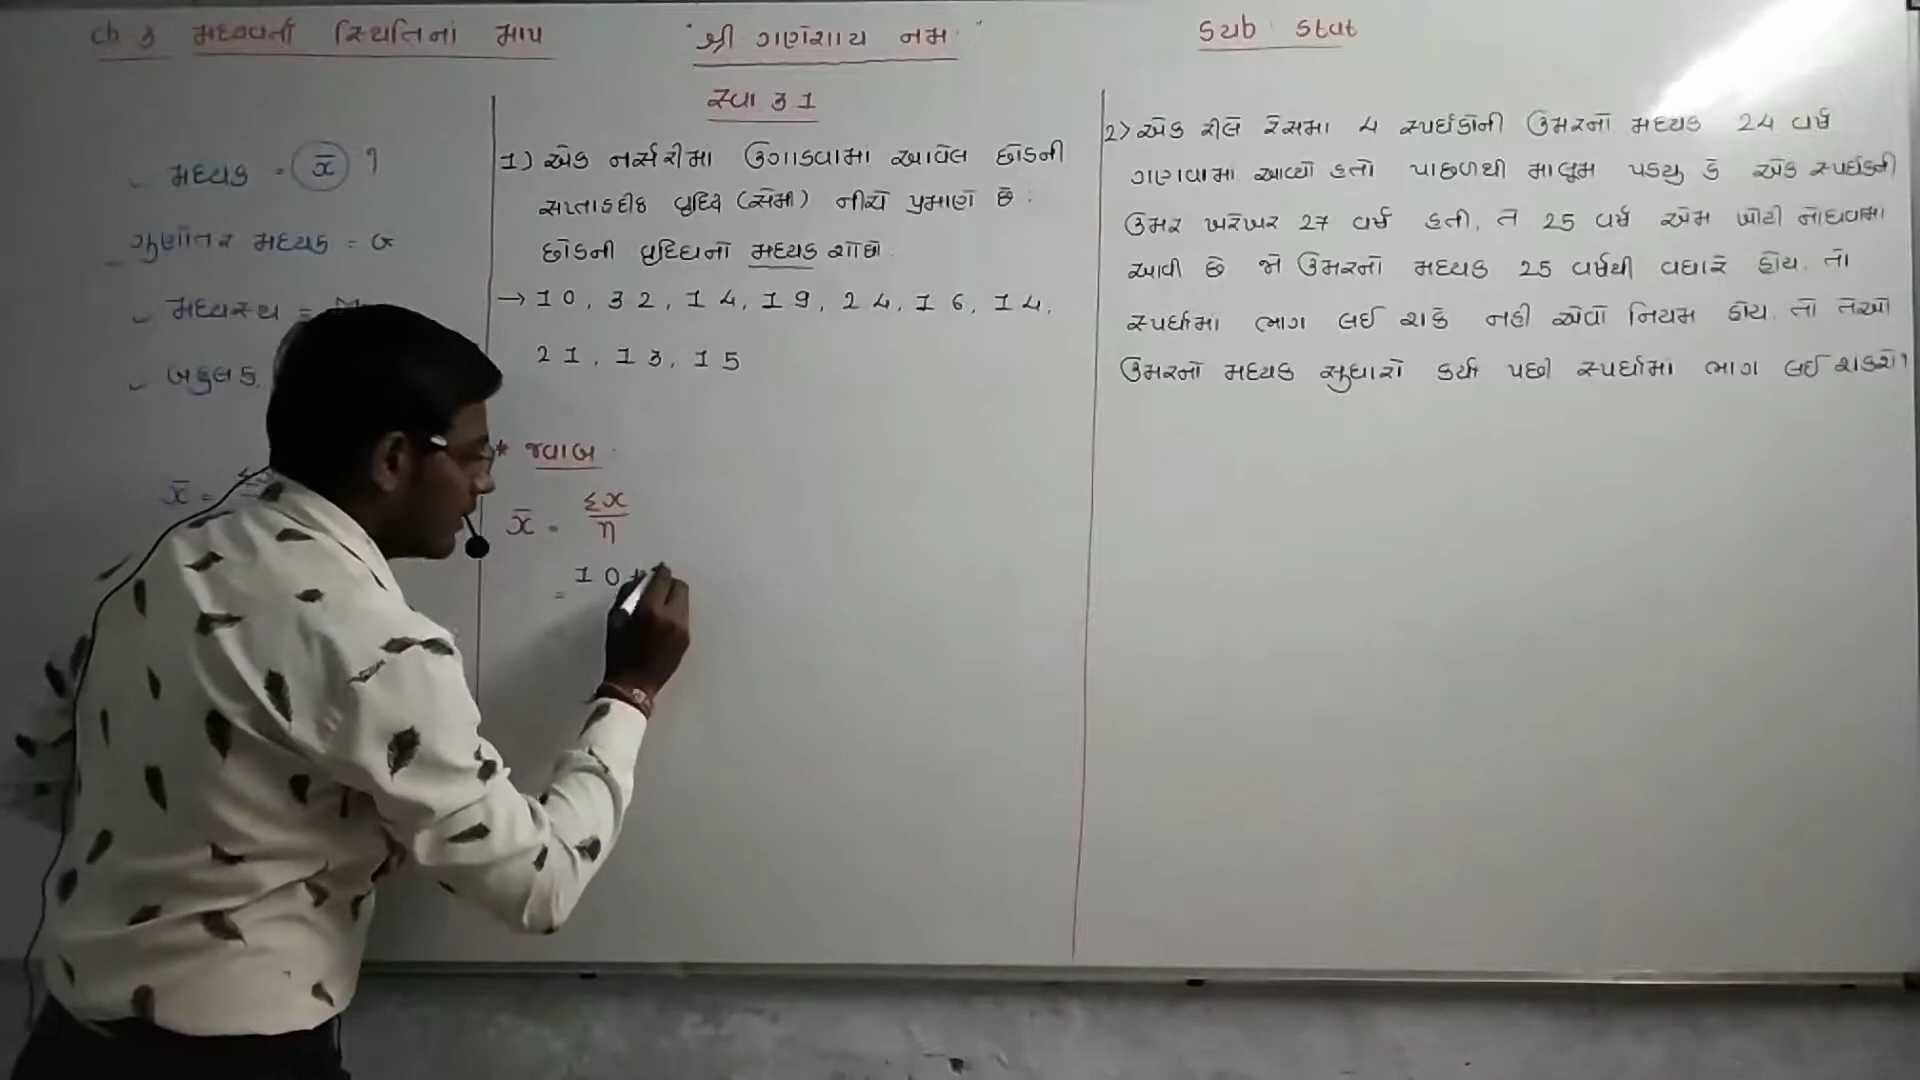 ch 3 મધ્યવર્તી સ્થિતિનાં માપ
" શ્રી ગણેશાય નમ: "
Sub : Stat
સ્વા 3 1
- મધ્યક = x̄ ?
- ગુણોતર મધ્યક = G
- મધ્યસ્થ =
- બહુલક
x̄ =
1) એક નર્સરીમા ઉગાડવામાં આવેલ છોડની
સપ્તાહદીઠ વૃદ્ધિ (સેમી) નીચે પ્રમાણે છે :
છોડની વૃદ્ધિનો મધ્યક શોધો.
→ 10, 32, 14, 19, 24, 16, 14,
21, 13, 15
* જવાબ :
x̄ = Σx / n
= 10 +
2) એક રીલે રેસમા 4 સ્પર્ધકોની ઉંમરનો મધ્યક 24 વર્ષ
ગણવામાં આવ્યો હતો પાછળથી માલૂમ પડ્યુ કે એક સ્પર્ધકની
ઉંમર ખરેખર 27 વર્ષ હતી, તે 25 વર્ષ એમ ખોટી નોંધવામા
આવી છે જો ઉંમરનો મધ્યક 25 વર્ષથી વધારે હોય, તો
સ્પર્ધામાં ભાગ લઈ શકે નહી એવો નિયમ હોય, તો તેઓ
ઉંમરનો મધ્યક સુધારો કર્યા પછી સ્પર્ધામાં ભાગ લઈ શકશે?